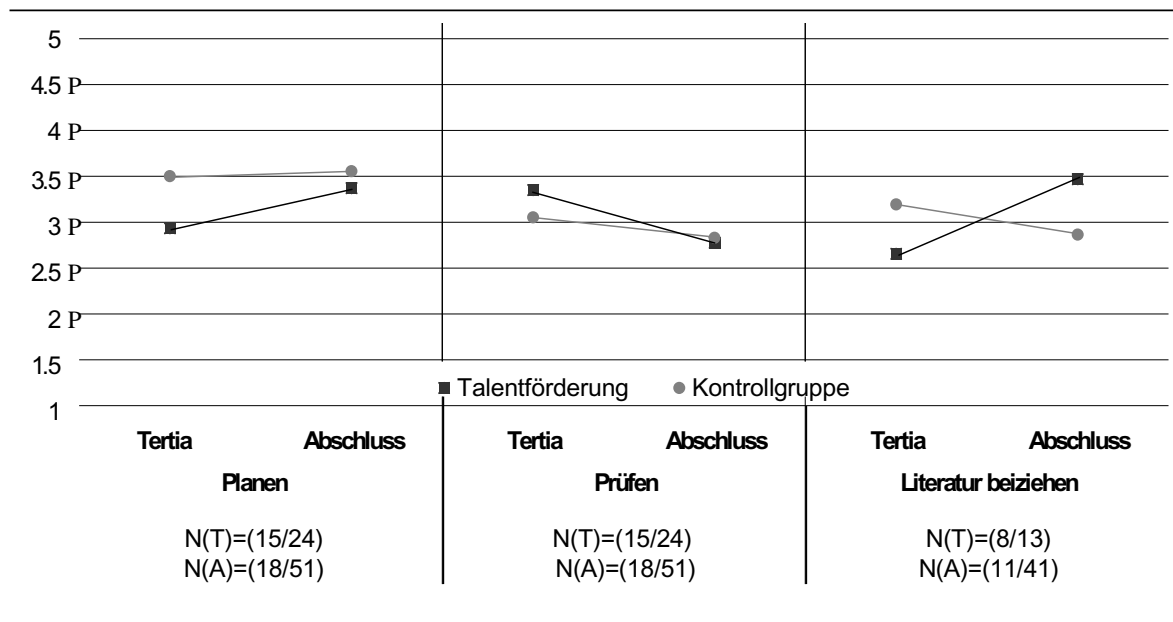 5
4.5 P
4 P
3.5 P
3 P
2.5 P
2 P
1.5
1
Talentförderung Kontrollgruppe
Tertia Abschluss Tertia Abschluss Tertia Abschluss
Planen Prüfen Literatur beiziehen
N(T)=(15/24) N(T)=(15/24) N(T)=(8/13)
N(A)=(18/51) N(A)=(18/51) N(A)=(11/41)